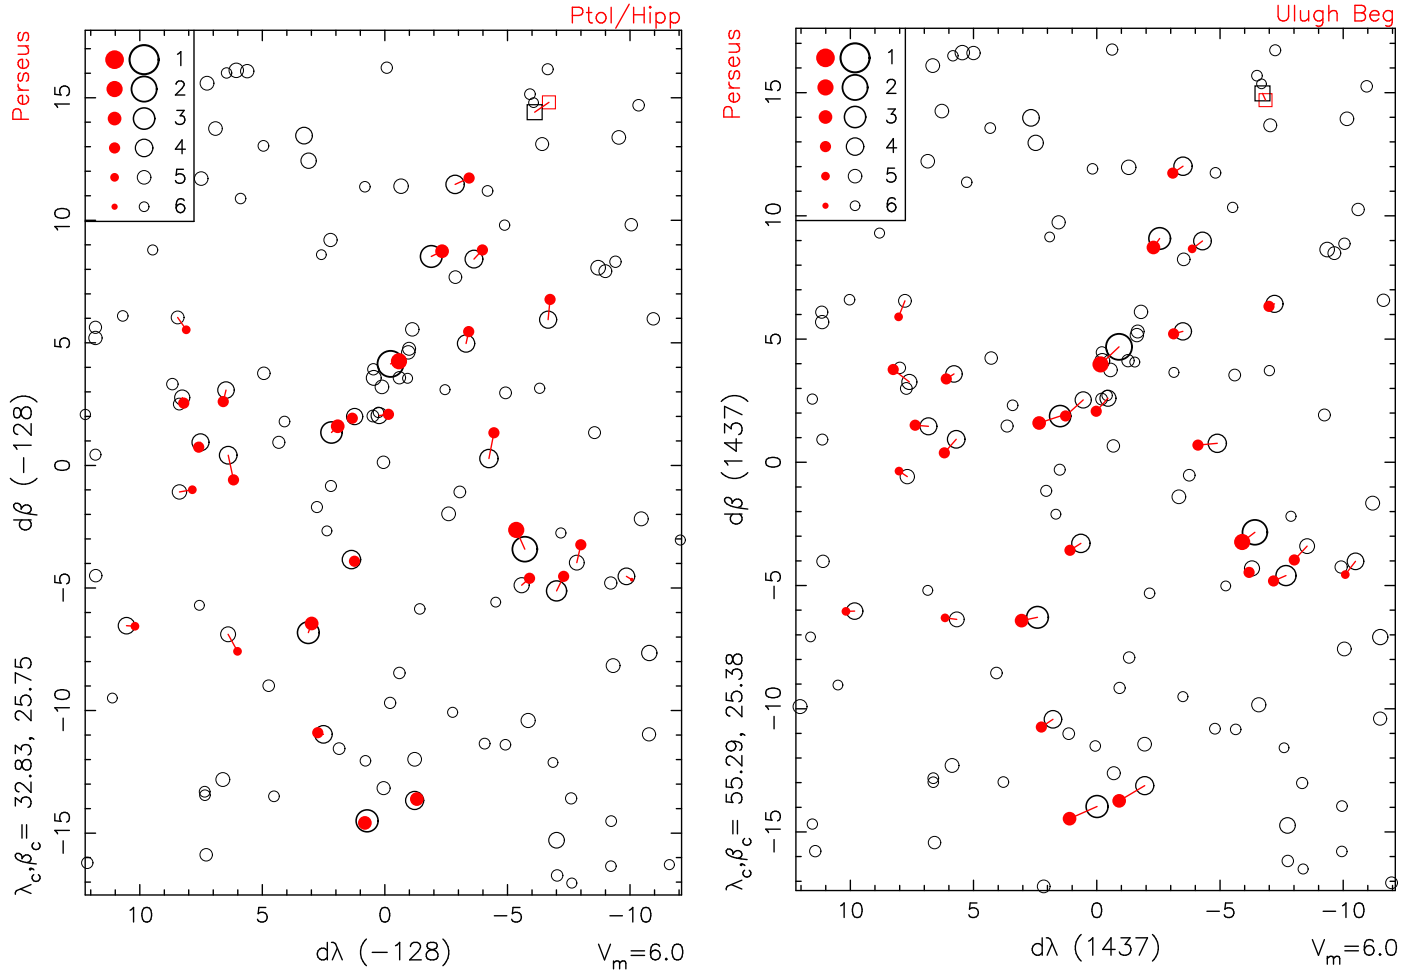 Ptol/Hipp
Perseus
1
2
3
4
5
6
15
10
5
0
−5
−10
−15
dβ (−128)
λc,βc= 32.83, 25.75
10 5 0 −5 −10
dλ (−128)
Vm=6.0
Ulugh Beg
Perseus
1
2
3
4
5
6
15
10
5
0
−5
−10
−15
dβ (1437)
λc,βc= 55.29, 25.38
10 5 0 −5 −10
dλ (1437)
Vm=6.0